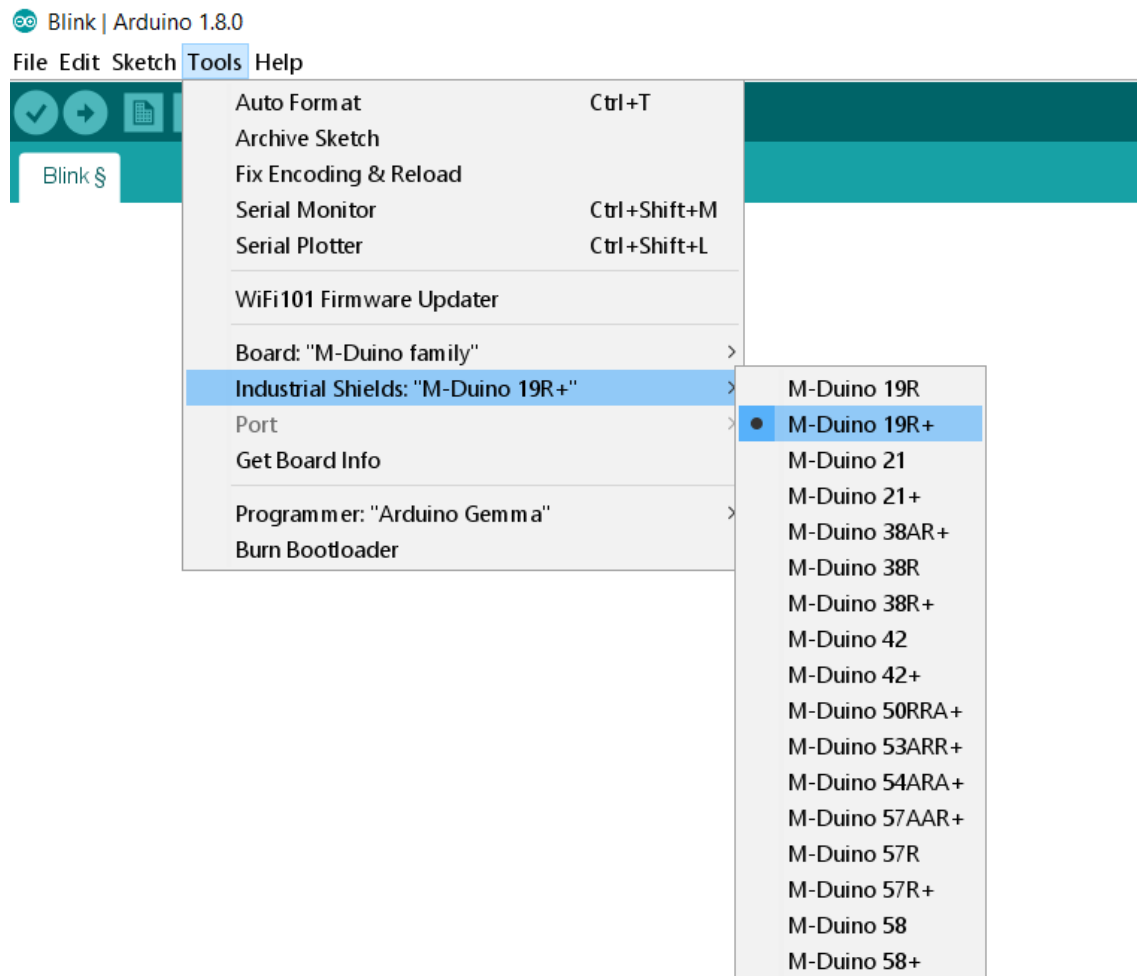 Blink | Arduino 1.8.0
File Edit Sketch Tools Help
Auto Format Ctrl+T
Archive Sketch
Fix Encoding & Reload
Serial Monitor Ctrl+Shift+M
Serial Plotter Ctrl+Shift+L
WiFi101 Firmware Updater
Board: "M-Duino family"
Industrial Shields: "M-Duino 19R+"
Port
Get Board Info
Programmer: "Arduino Gemma"
Burn Bootloader
Blink §
M-Duino 19R
M-Duino 19R+
M-Duino 21
M-Duino 21+
M-Duino 38AR+
M-Duino 38R
M-Duino 38R+
M-Duino 42
M-Duino 42+
M-Duino 50RRA+
M-Duino 53ARR+
M-Duino 54ARA+
M-Duino 57AAR+
M-Duino 57R
M-Duino 57R+
M-Duino 58
M-Duino 58+